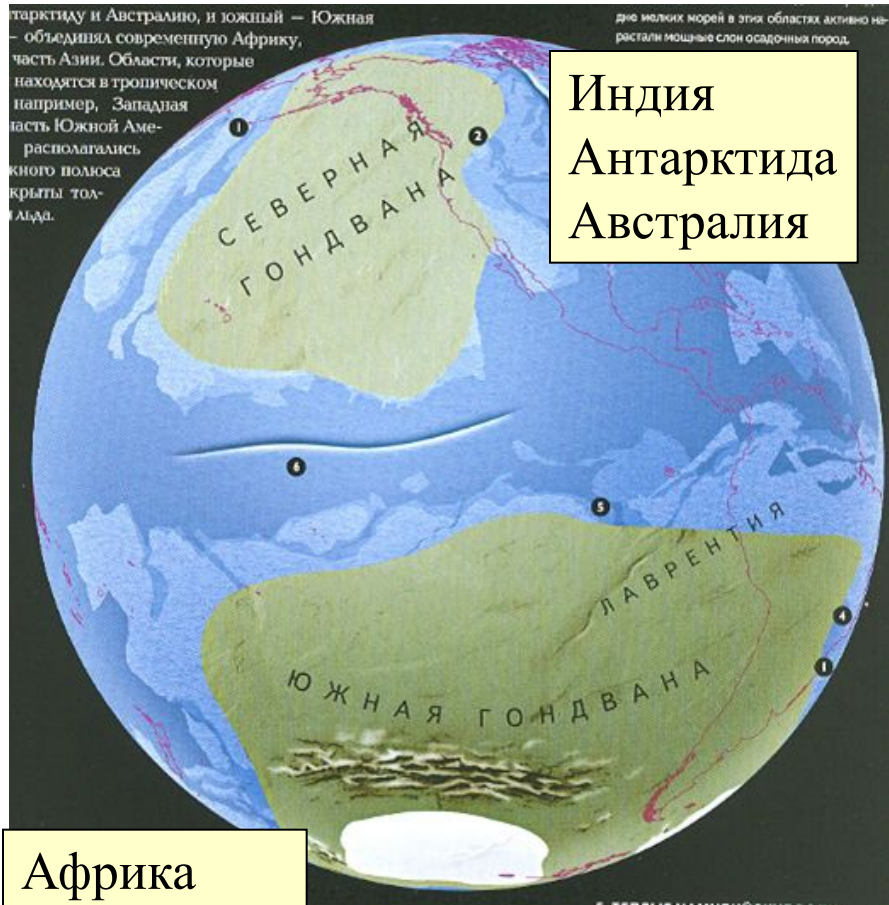 тарктиду и Австралию, и южный — Южная
– объединял современную Африку,
часть Азии. Области, которые
находятся в тропическом
например, Западная
часть Южной Аме-
располагались
жного полюса
крыты тол-
льда.
дне мелких морей в этих областях активно на-
растали мощные слои осадочных пород.
Индия
Антарктида
Австралия
1
2
СЕВЕРНАЯ
ГОНДВАНА
6
5
ЛАВРЕНТИЯ
4
1
ЮЖНАЯ ГОНДВАНА
Африка